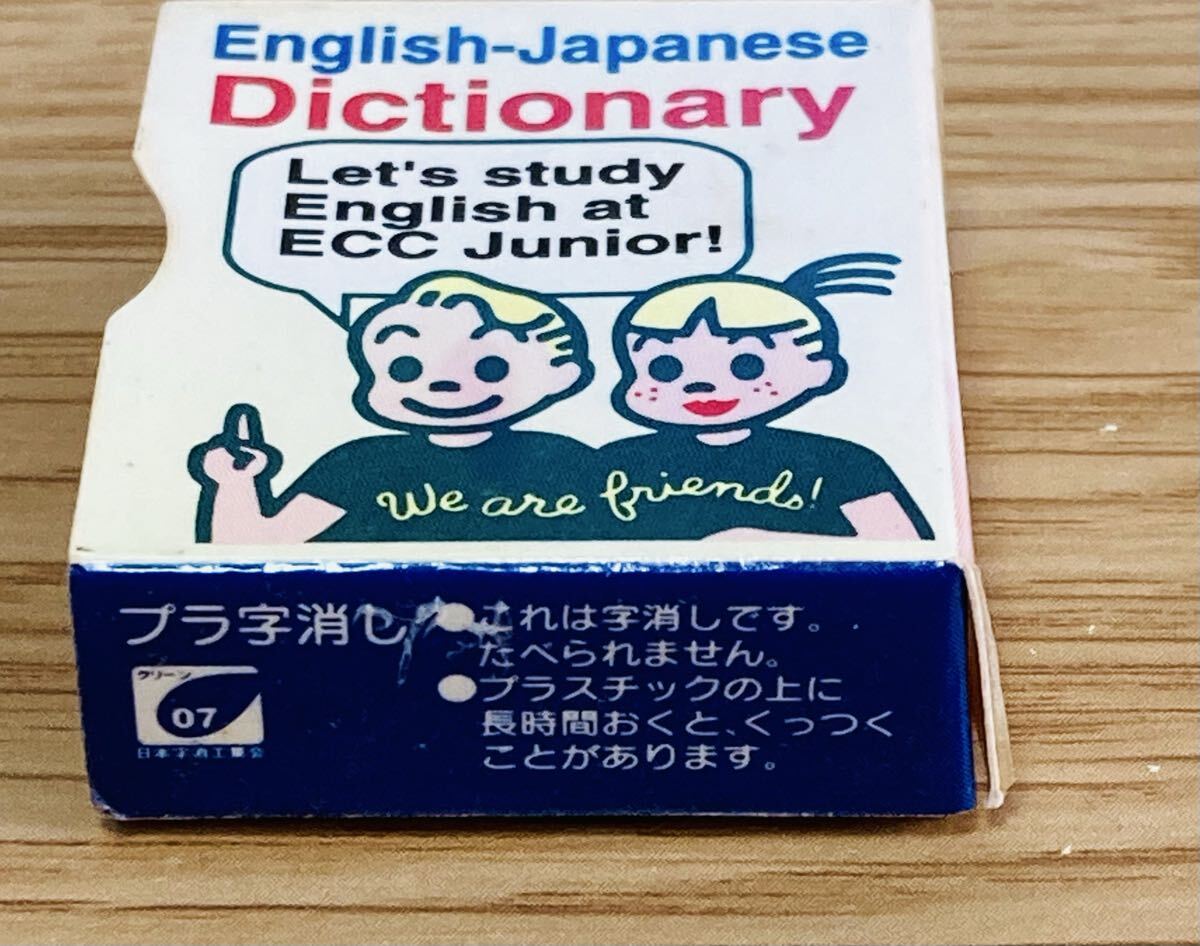 English-Japanese
Dictionary
Let's study
English at
ECC Junior!
We are friends!
プラ字消し
●これは字消しです。
たべられません。
●プラスチックの上に
長時間おくと、くっつく
ことがあります。
グリーン
07
日本字消工業会